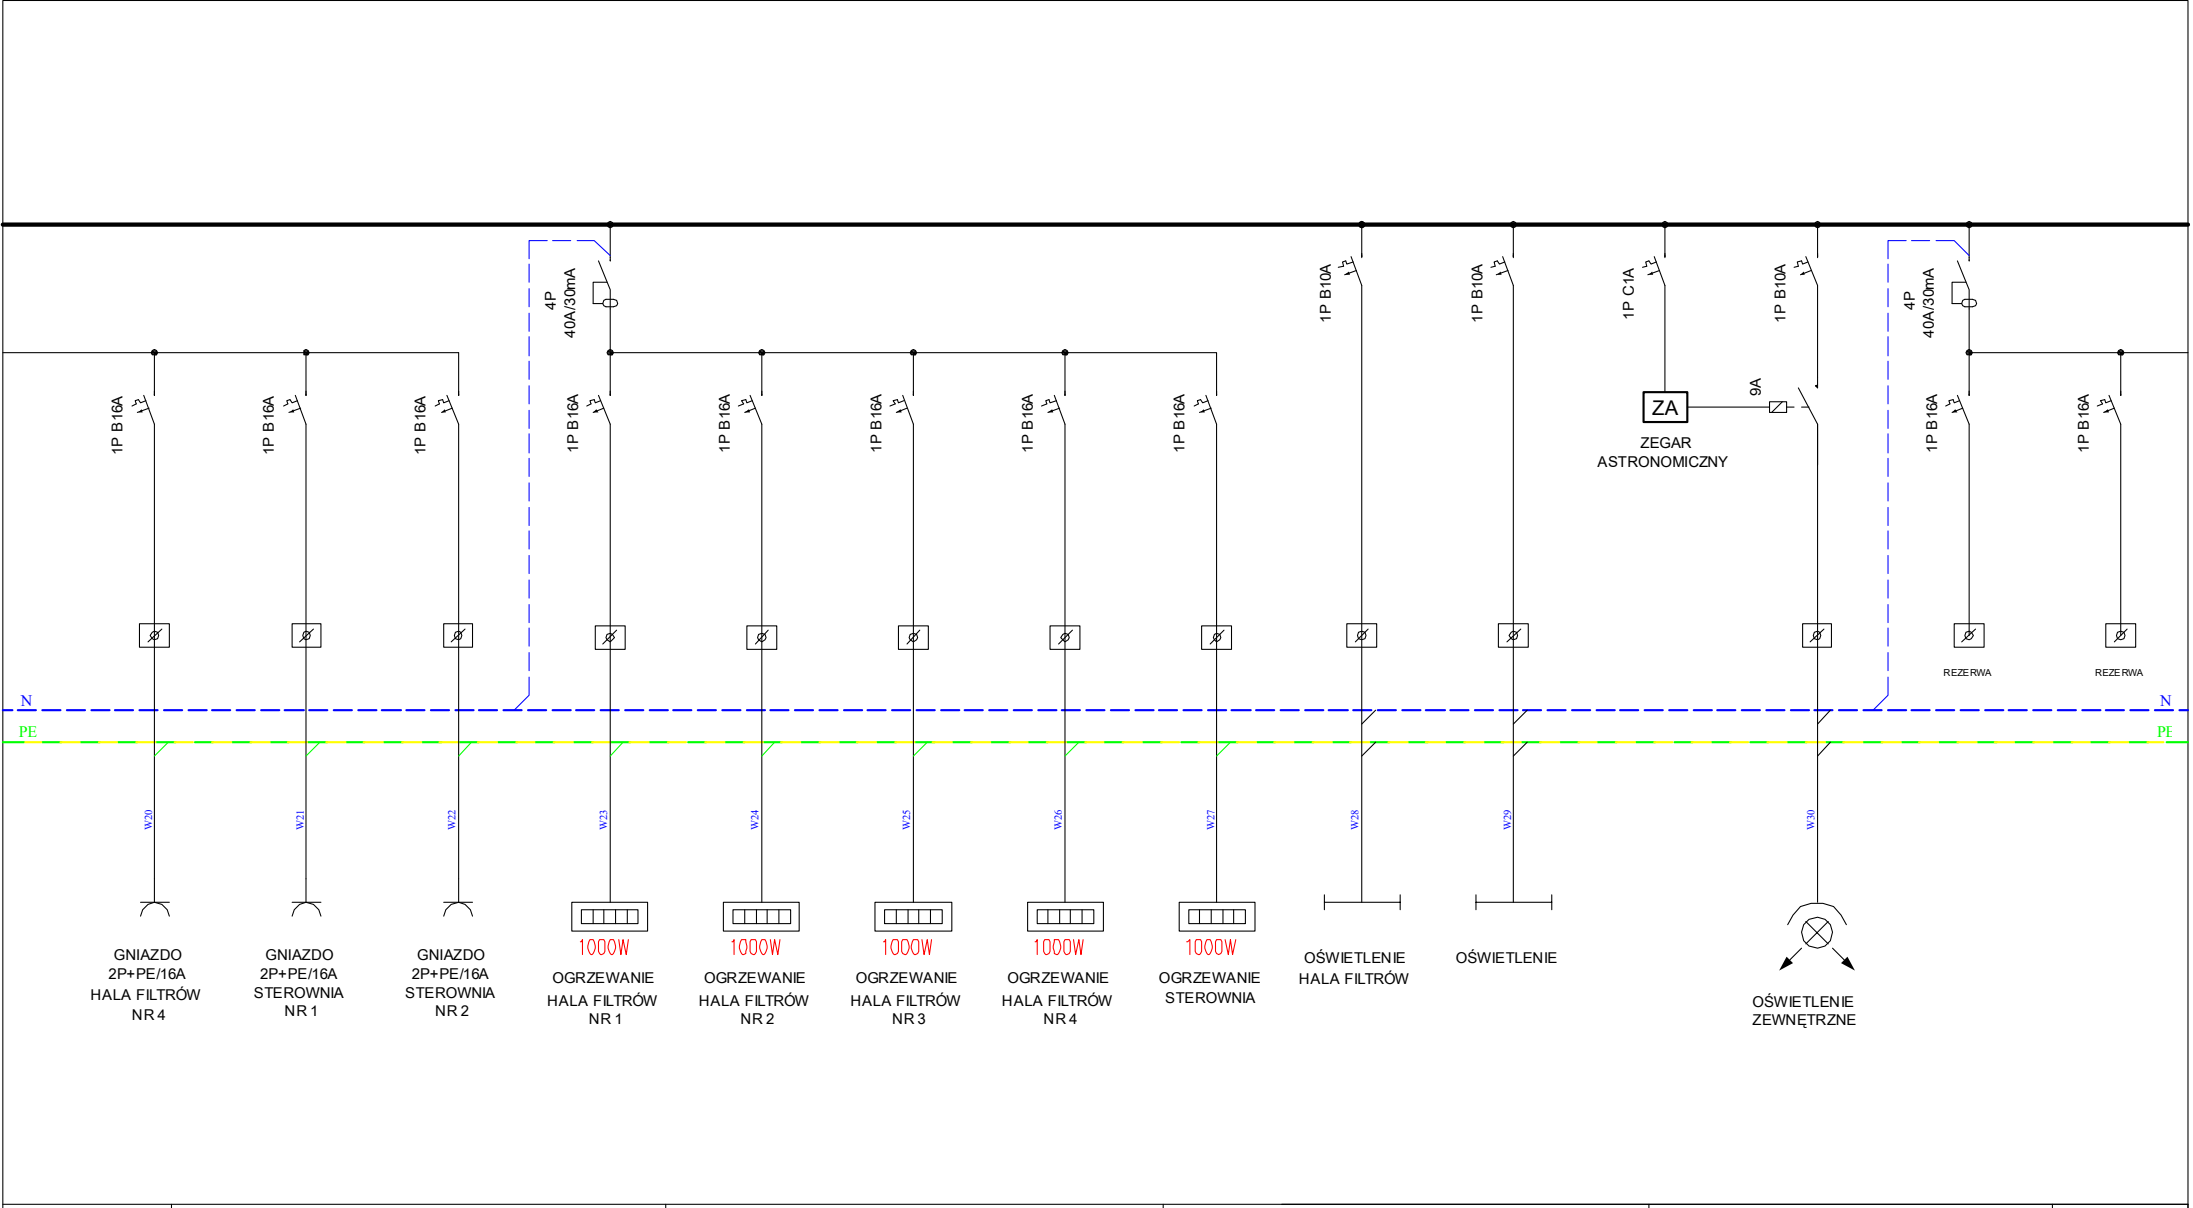 4P
40A/30mA
1P B10A
1P B10A
1P C1A
1P B10A
4P
40A/30mA
1P B16A
1P B16A
1P B16A
1P B16A
1P B16A
1P B16A
1P B16A
1P B16A
ZA
ZEGAR
ASTRONOMICZNY
9A
1P B16A
1P B16A
REZERWA
REZERWA
N
N
PE
PE
W20
W21
W22
W23
W24
W25
W26
W27
W28
W29
W30
GNIAZDO
2P+PE/16A
HALA FILTRÓW
NR 4
GNIAZDO
2P+PE/16A
STEROWNIA
NR 1
GNIAZDO
2P+PE/16A
STEROWNIA
NR 2
1000W
OGRZEWANIE
HALA FILTRÓW
NR 1
1000W
OGRZEWANIE
HALA FILTRÓW
NR 2
1000W
OGRZEWANIE
HALA FILTRÓW
NR 3
1000W
OGRZEWANIE
HALA FILTRÓW
NR 4
1000W
OGRZEWANIE
STEROWNIA
OŚWIETLENIE
HALA FILTRÓW
OŚWIETLENIE
OŚWIETLENIE
ZEWNĘTRZNE